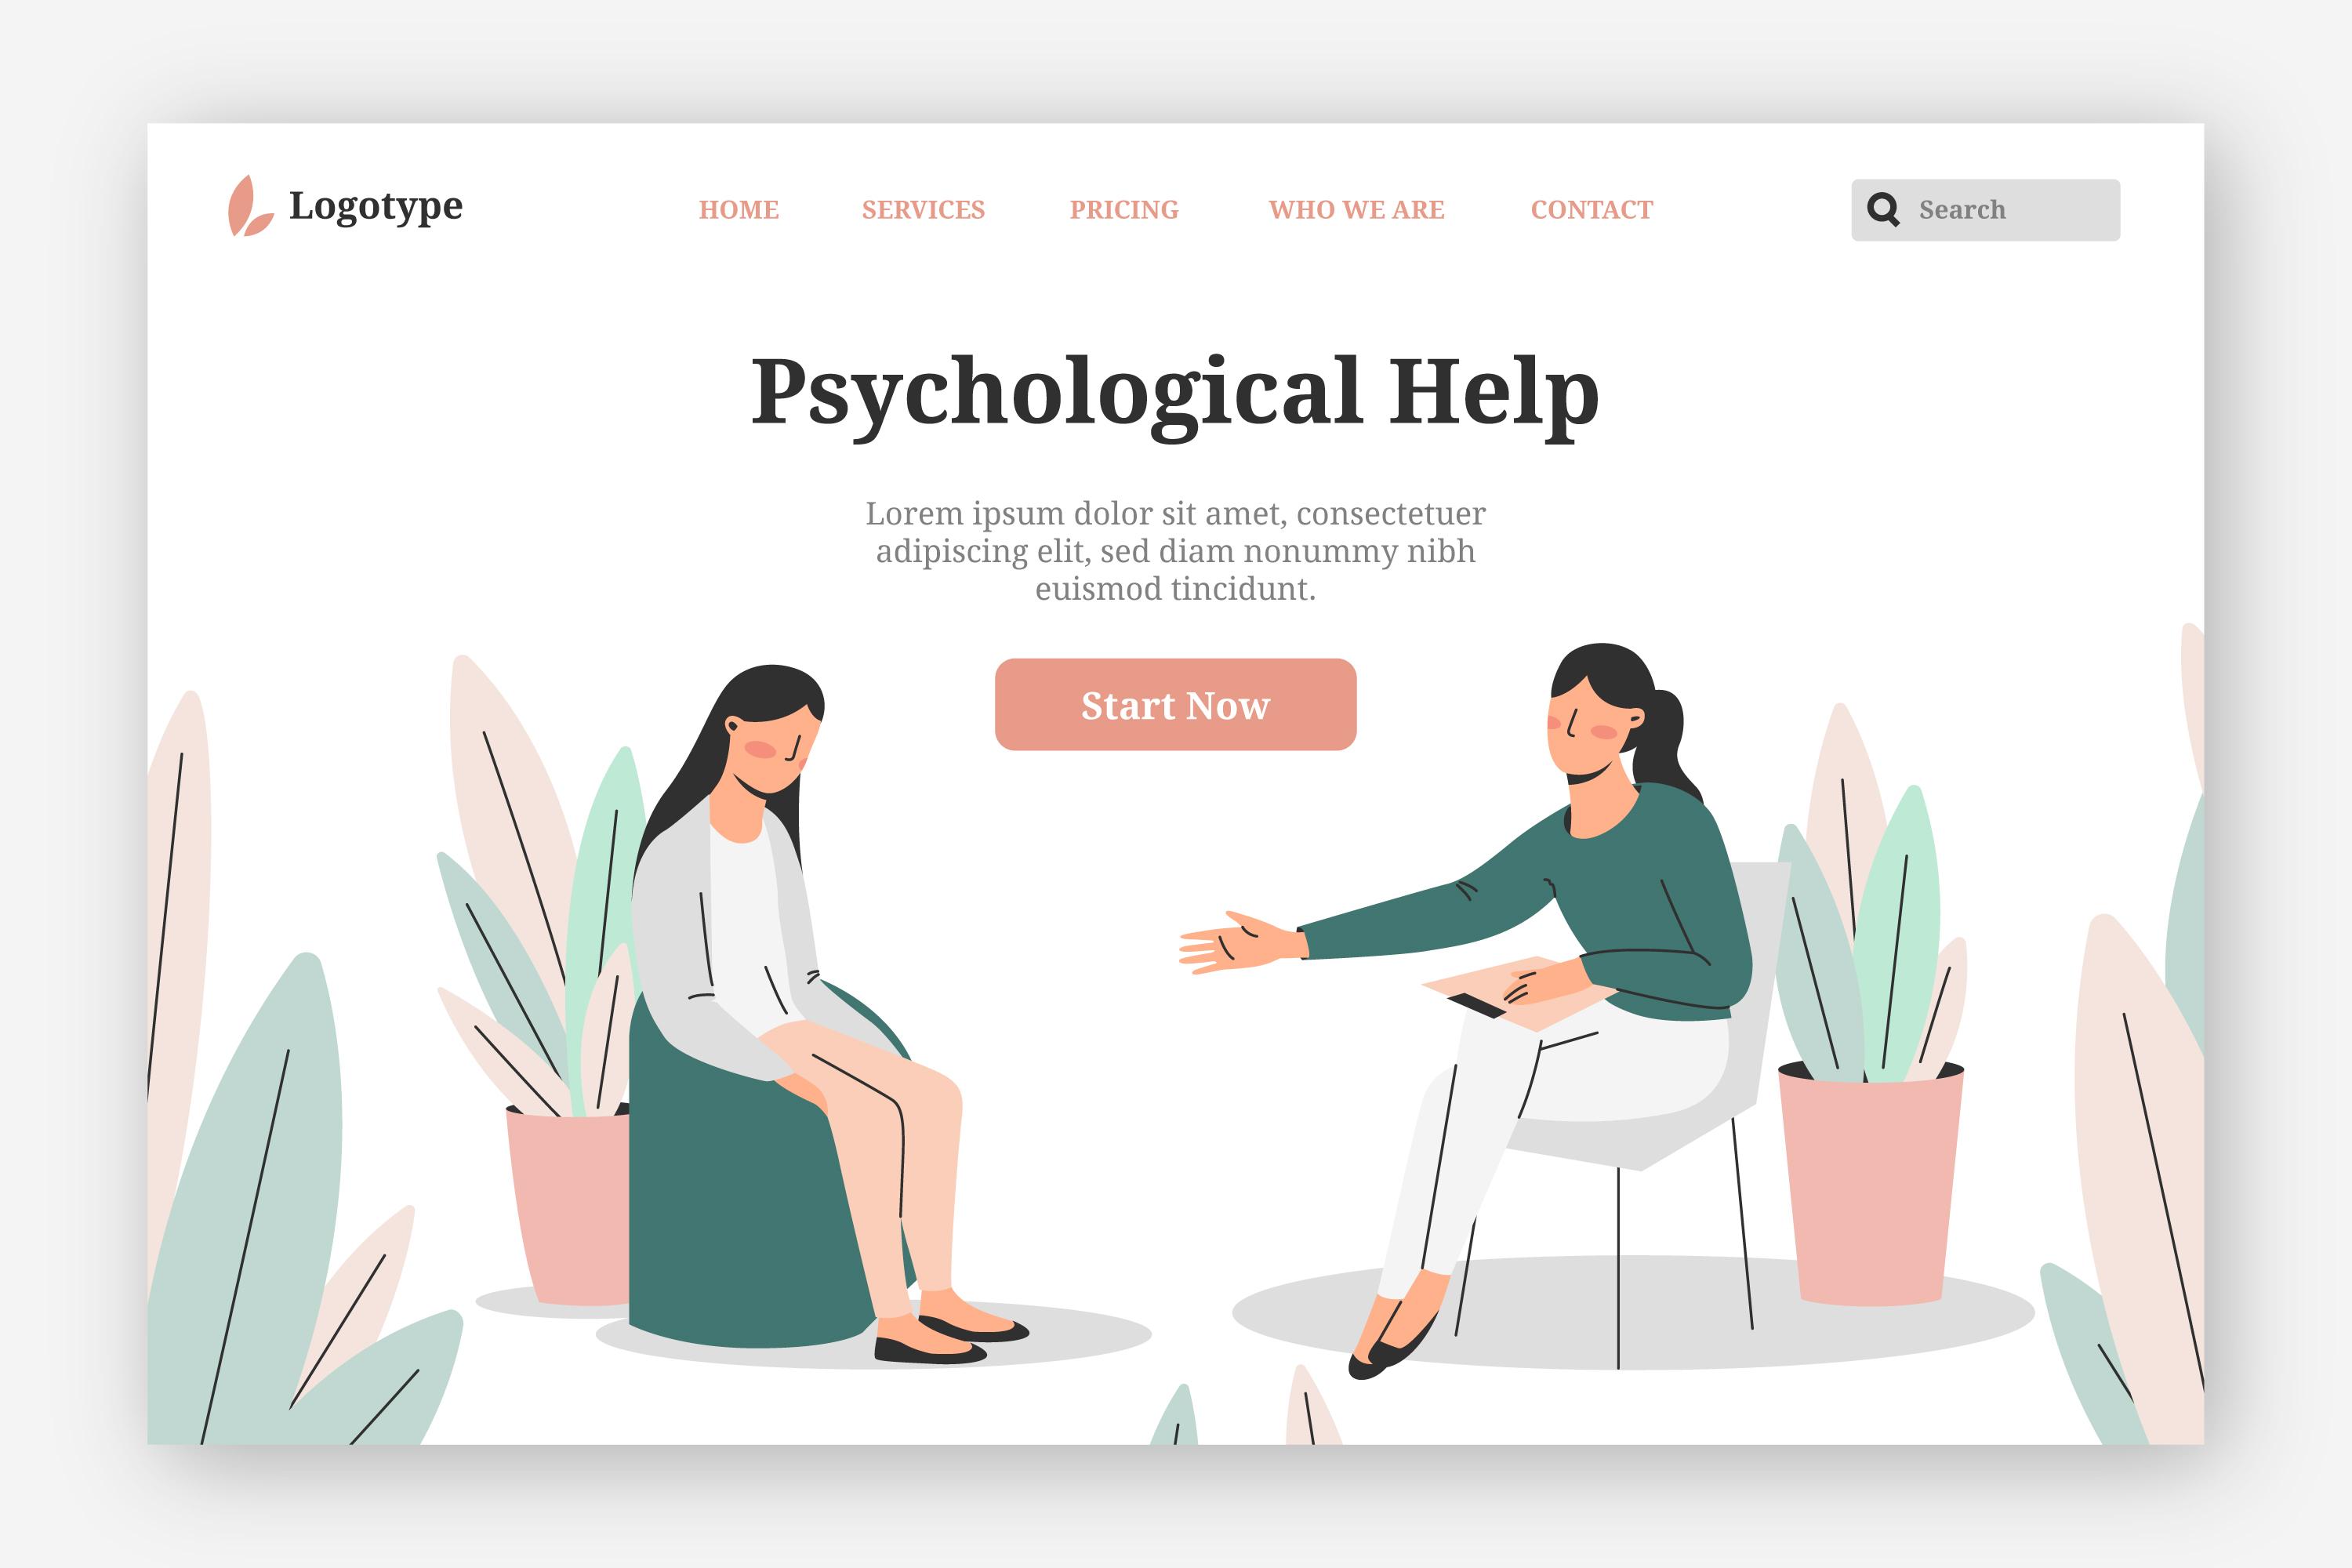 Logotype
HOME
SERVICES
PRICING
WHO WE ARE
CONTACT
Search
Psychological Help
Lorem ipsum dolor sit amet, consectetuer
adipiscing elit, sed diam nonummy nibh
euismod tincidunt.
Start Now